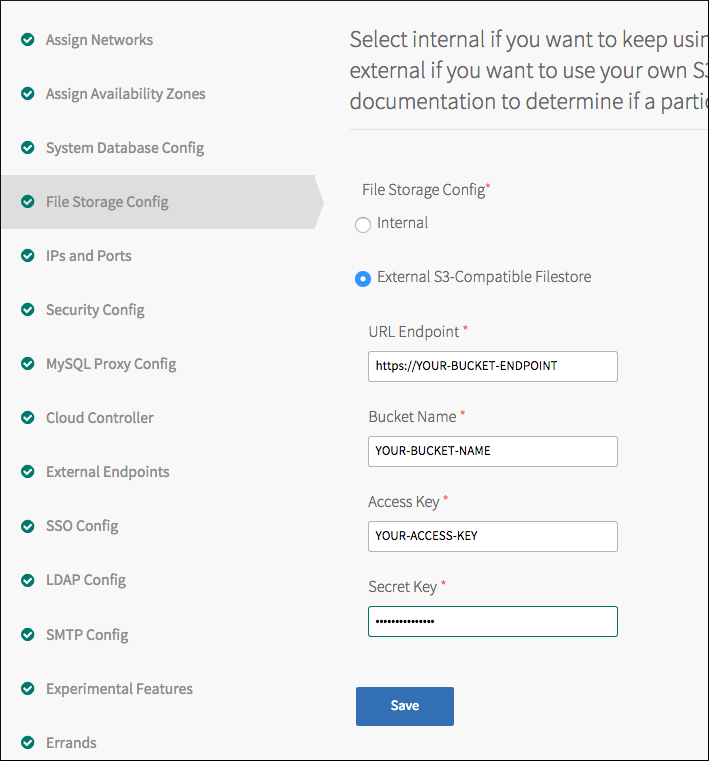 Assign Networks
Assign Availability Zones
System Database Config
File Storage Config
IPs and Ports
Security Config
MySQL Proxy Config
Cloud Controller
External Endpoints
SSO Config
LDAP Config
SMTP Config
Experimental Features
Errands
Select internal if you want to keep usin
external if you want to use your own S3
documentation to determine if a partic
File Storage Config*
Internal
External S3-Compatible Filestore
URL Endpoint *
https://YOUR-BUCKET-ENDPOINT
Bucket Name *
YOUR-BUCKET-NAME
Access Key *
YOUR-ACCESS-KEY
Secret Key *
•••••••••••••••
Save